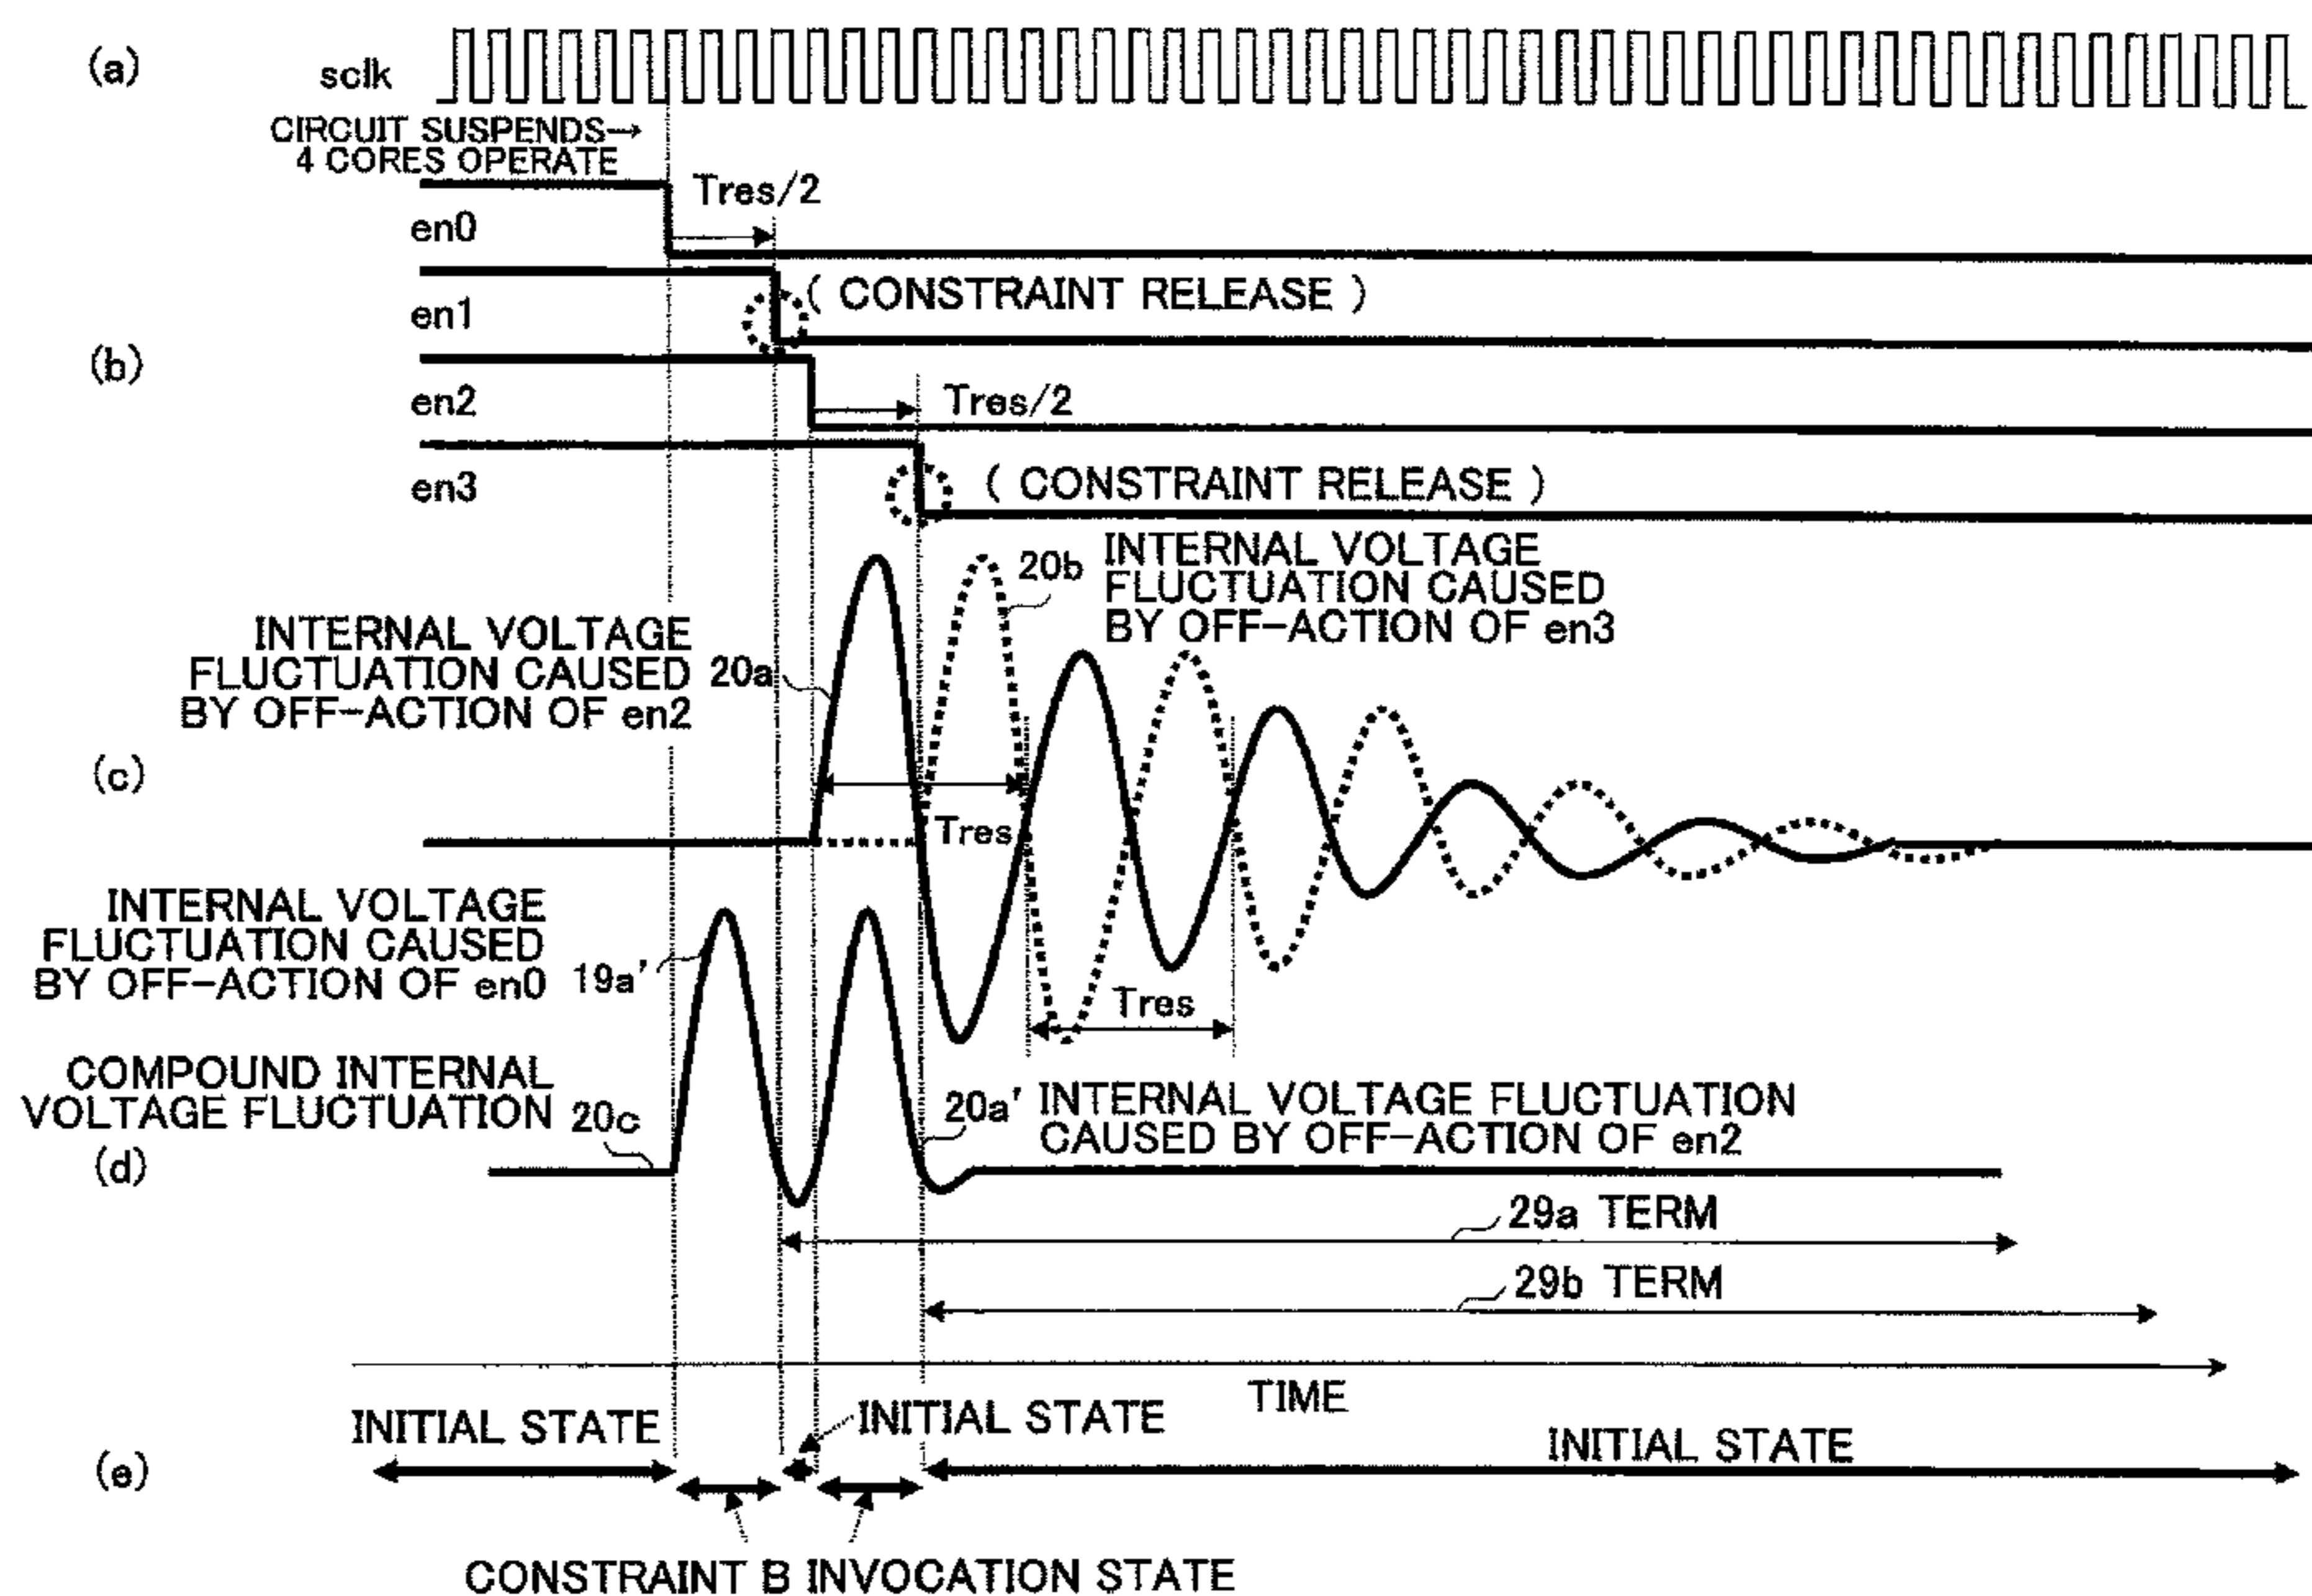 (a)
sclk
CIRCUIT SUSPENDS→
4 CORES OPERATE
Tres/2
en0
( CONSTRAINT RELEASE )
en1
(b)
en2
Tres/2
en3
( CONSTRAINT RELEASE )
20b
INTERNAL VOLTAGE
FLUCTUATION CAUSED
BY OFF-ACTION OF en3
INTERNAL VOLTAGE
FLUCTUATION CAUSED
BY OFF-ACTION OF en2
20a
(c)
Tres
INTERNAL VOLTAGE
FLUCTUATION CAUSED
BY OFF-ACTION OF en0
19a'
Tres
COMPOUND INTERNAL
VOLTAGE FLUCTUATION
20c
20a'
INTERNAL VOLTAGE FLUCTUATION
CAUSED BY OFF-ACTION OF en2
(d)
29a TERM
29b TERM
TIME
INITIAL STATE
INITIAL STATE
INITIAL STATE
(e)
CONSTRAINT B INVOCATION STATE